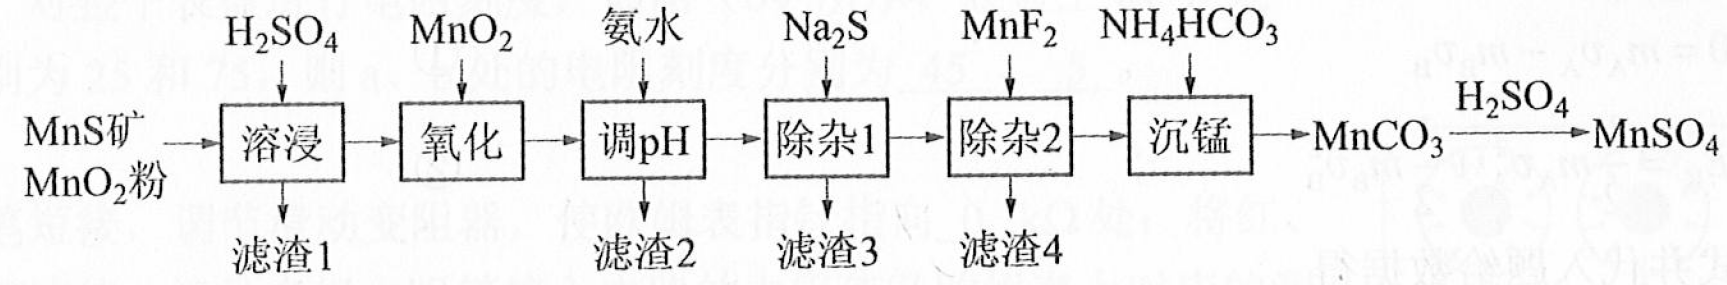 H₂SO₄ MnO₂ 氨水 Na₂S MnF₂ NH₄HCO₃
MnS矿
MnO₂粉
溶浸 氧化 调pH 除杂1 除杂2 沉锰 MnCO₃ H₂SO₄ MnSO₄
滤渣1 滤渣2 滤渣3 滤渣4